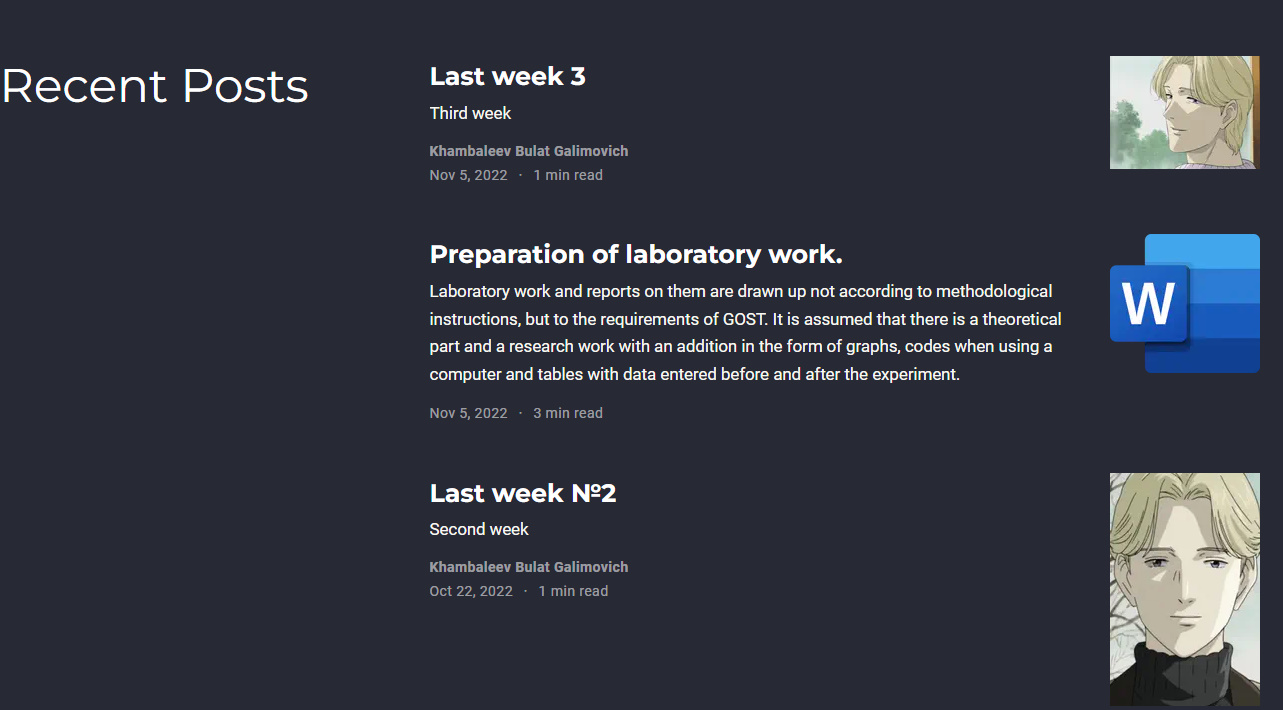 Recent Posts
Last week 3
Third week
Khambaleev Bulat Galimovich
Nov 5, 2022 · 1 min read
Preparation of laboratory work.
Laboratory work and reports on them are drawn up not according to methodological
instructions, but to the requirements of GOST. It is assumed that there is a theoretical
part and a research work with an addition in the form of graphs, codes when using a
computer and tables with data entered before and after the experiment.
Nov 5, 2022 · 3 min read
W
Last week №2
Second week
Khambaleev Bulat Galimovich
Oct 22, 2022 · 1 min read